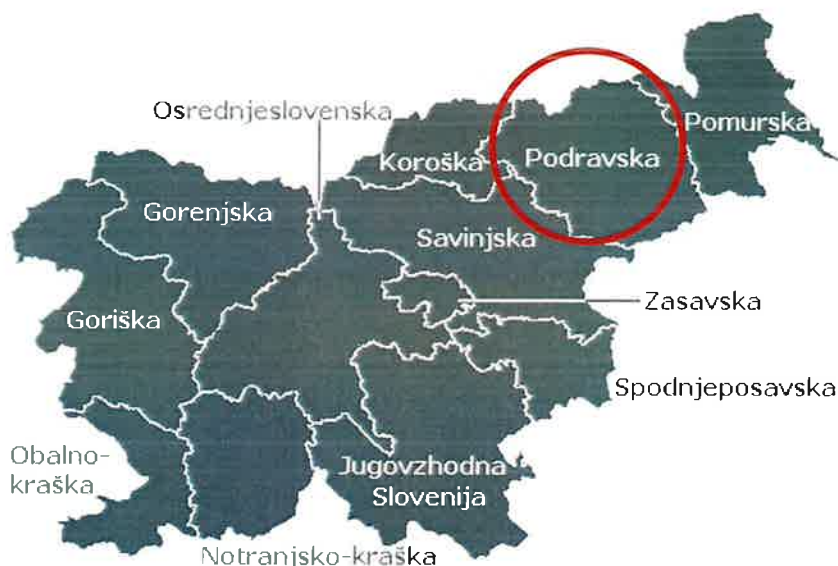 Osrednjeslovenska
Pomurska
Koroška
Podravska
Gorenjska
Savinjska
Zasavska
Goriška
Spodnjeposavska
Obalno-
kraška
Jugovzhodna
Slovenija
Notranjsko-kraška